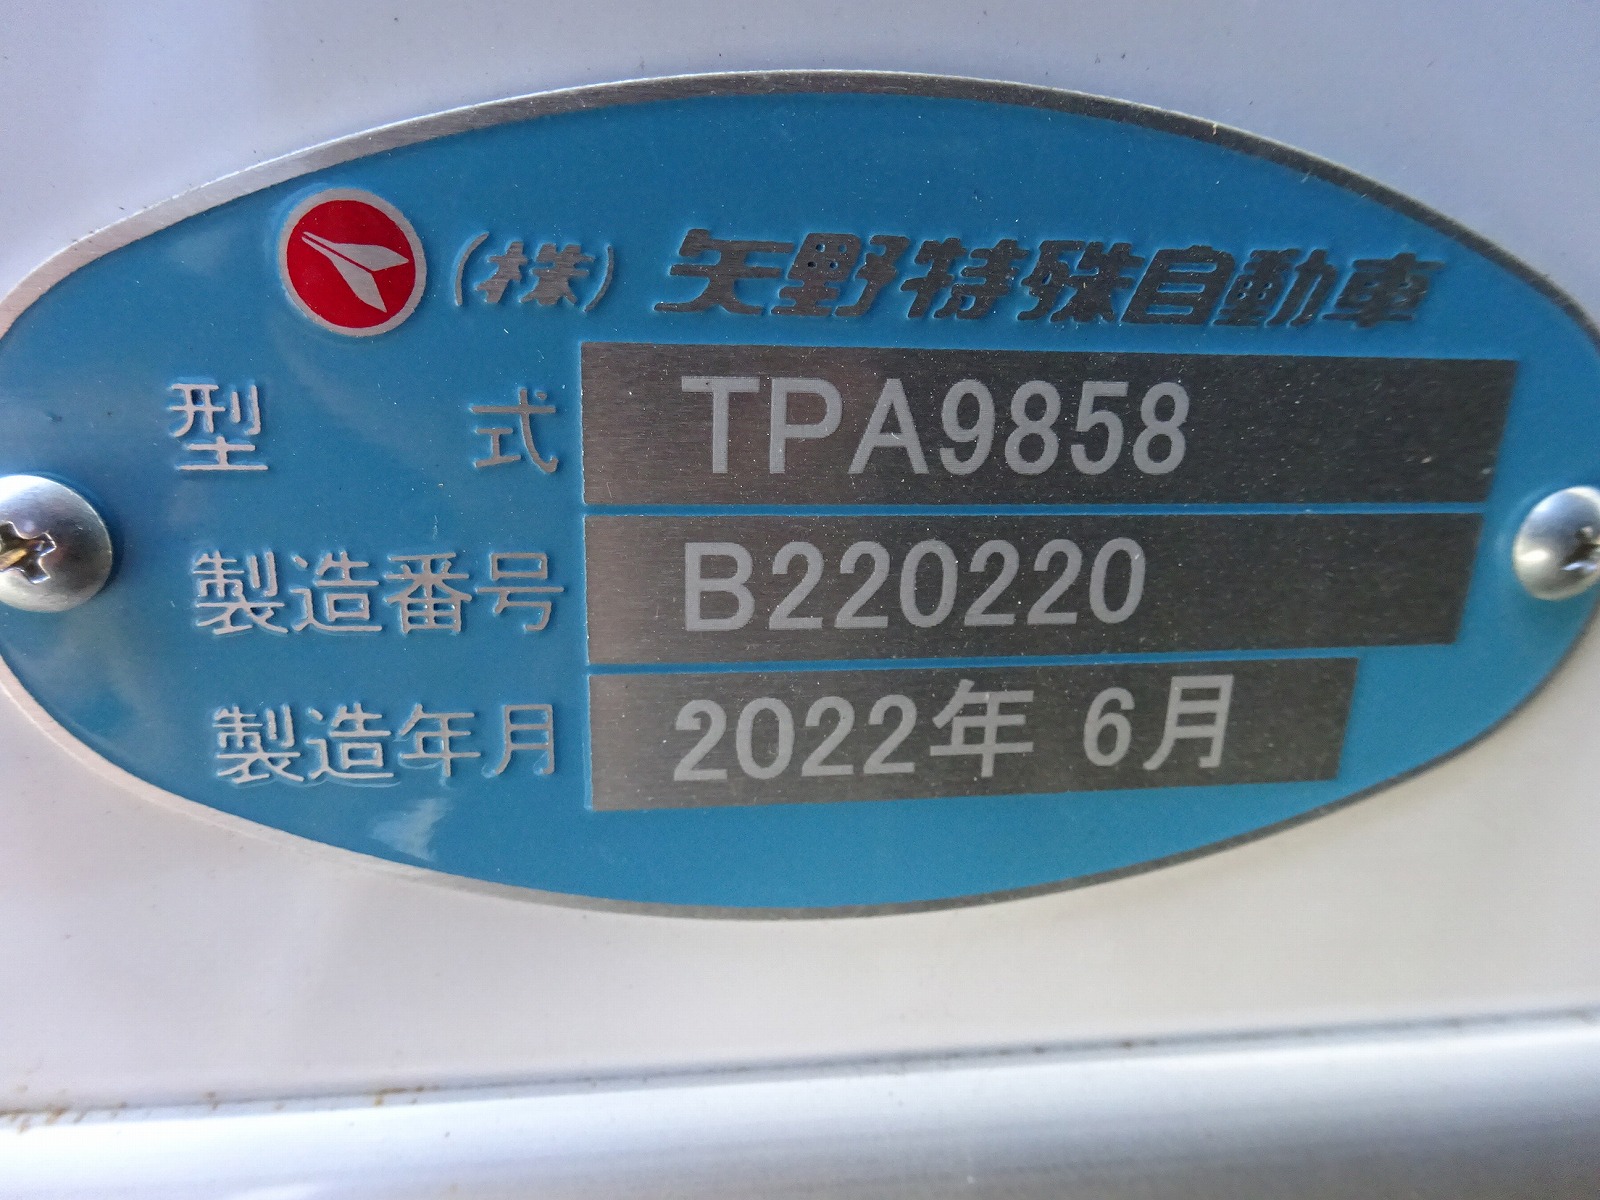 (株) 矢野特殊自動車
型式 TPA9858
製造番号 B220220
製造年月 2022年 6月